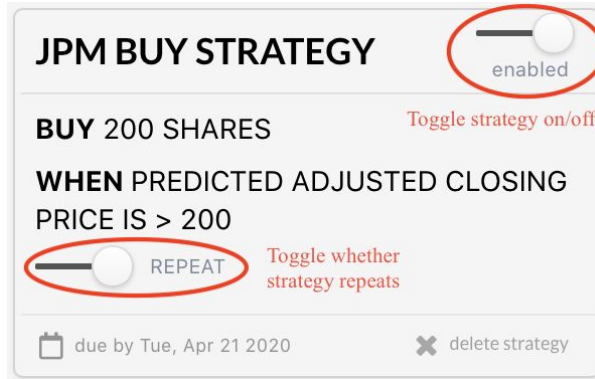 JPM BUY STRATEGY
enabled
Toggle strategy on/off
BUY 200 SHARES
WHEN PREDICTED ADJUSTED CLOSING
PRICE IS > 200
REPEAT
Toggle whether
strategy repeats
due by Tue, Apr 21 2020
delete strategy